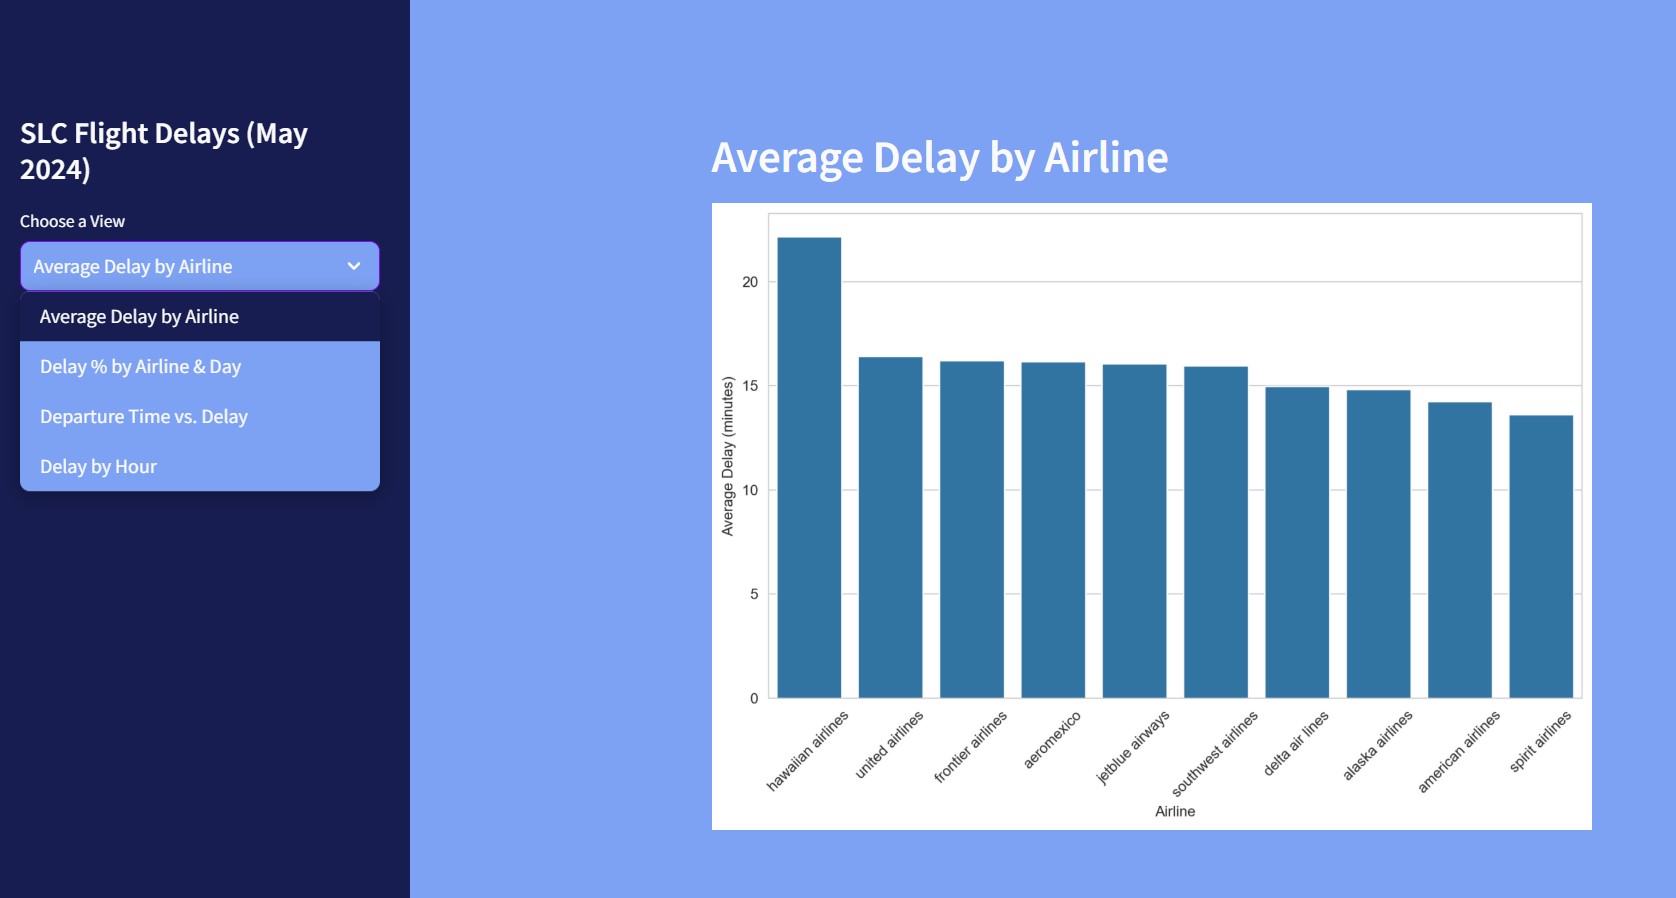 SLC Flight Delays (May
2024)
Choose a View
Average Delay by Airline
Average Delay by Airline
Delay % by Airline & Day
Departure Time vs. Delay
Delay by Hour
Average Delay by Airline
Average Delay (minutes)
20
15
10
5
0
hawaiian airlines
united airlines
frontier airlines
aeromexico
jetblue airways
southwest airlines
delta air lines
alaska airlines
american airlines
spirit airlines
Airline